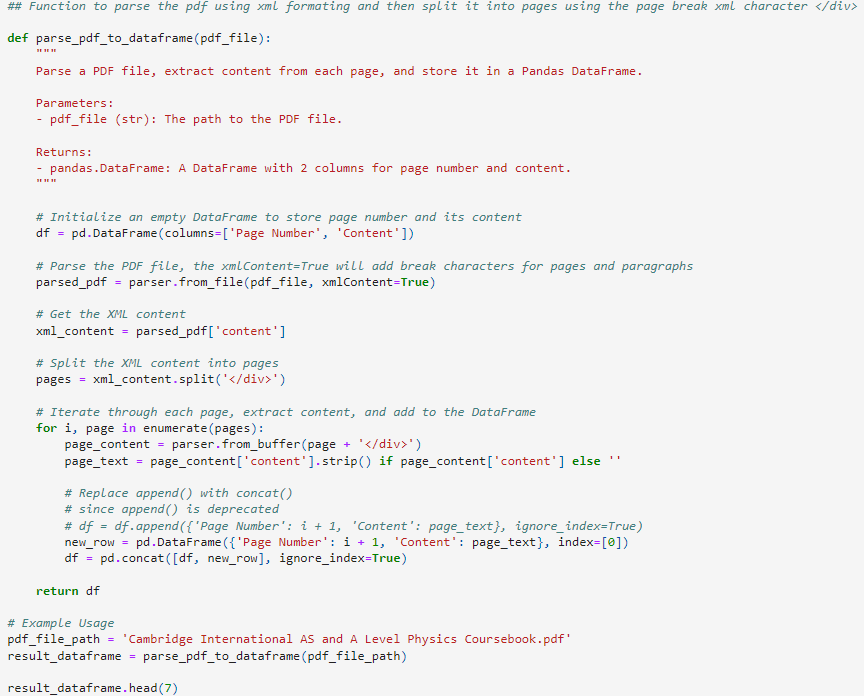 ## Function to parse the pdf using xml formating and then split it into pages using the page break xml character </div>
def parse_pdf_to_dataframe(pdf_file):
    """
    Parse a PDF file, extract content from each page, and store it in a Pandas DataFrame.
    Parameters:
    - pdf_file (str): The path to the PDF file.
    Returns:
    - pandas.DataFrame: A DataFrame with 2 columns for page number and content.
    """
    # Initialize an empty DataFrame to store page number and its content
    df = pd.DataFrame(columns=['Page Number', 'Content'])
    # Parse the PDF file, the xmlContent=True will add break characters for pages and paragraphs
    parsed_pdf = parser.from_file(pdf_file, xmlContent=True)
    # Get the XML content
    xml_content = parsed_pdf['content']
    # Split the XML content into pages
    pages = xml_content.split('</div>')
    # Iterate through each page, extract content, and add to the DataFrame
    for i, page in enumerate(pages):
        page_content = parser.from_buffer(page + '</div>')
        page_text = page_content['content'].strip() if page_content['content'] else ''
        # Replace append() with concat()
        # since append() is deprecated
        # df = df.append({'Page Number': i + 1, 'Content': page_text}, ignore_index=True)
        new_row = pd.DataFrame({'Page Number': i + 1, 'Content': page_text}, index=[0])
        df = pd.concat([df, new_row], ignore_index=True)
    return df
# Example Usage
pdf_file_path = 'Cambridge International AS and A Level Physics Coursebook.pdf'
result_dataframe = parse_pdf_to_dataframe(pdf_file_path)
result_dataframe.head(7)